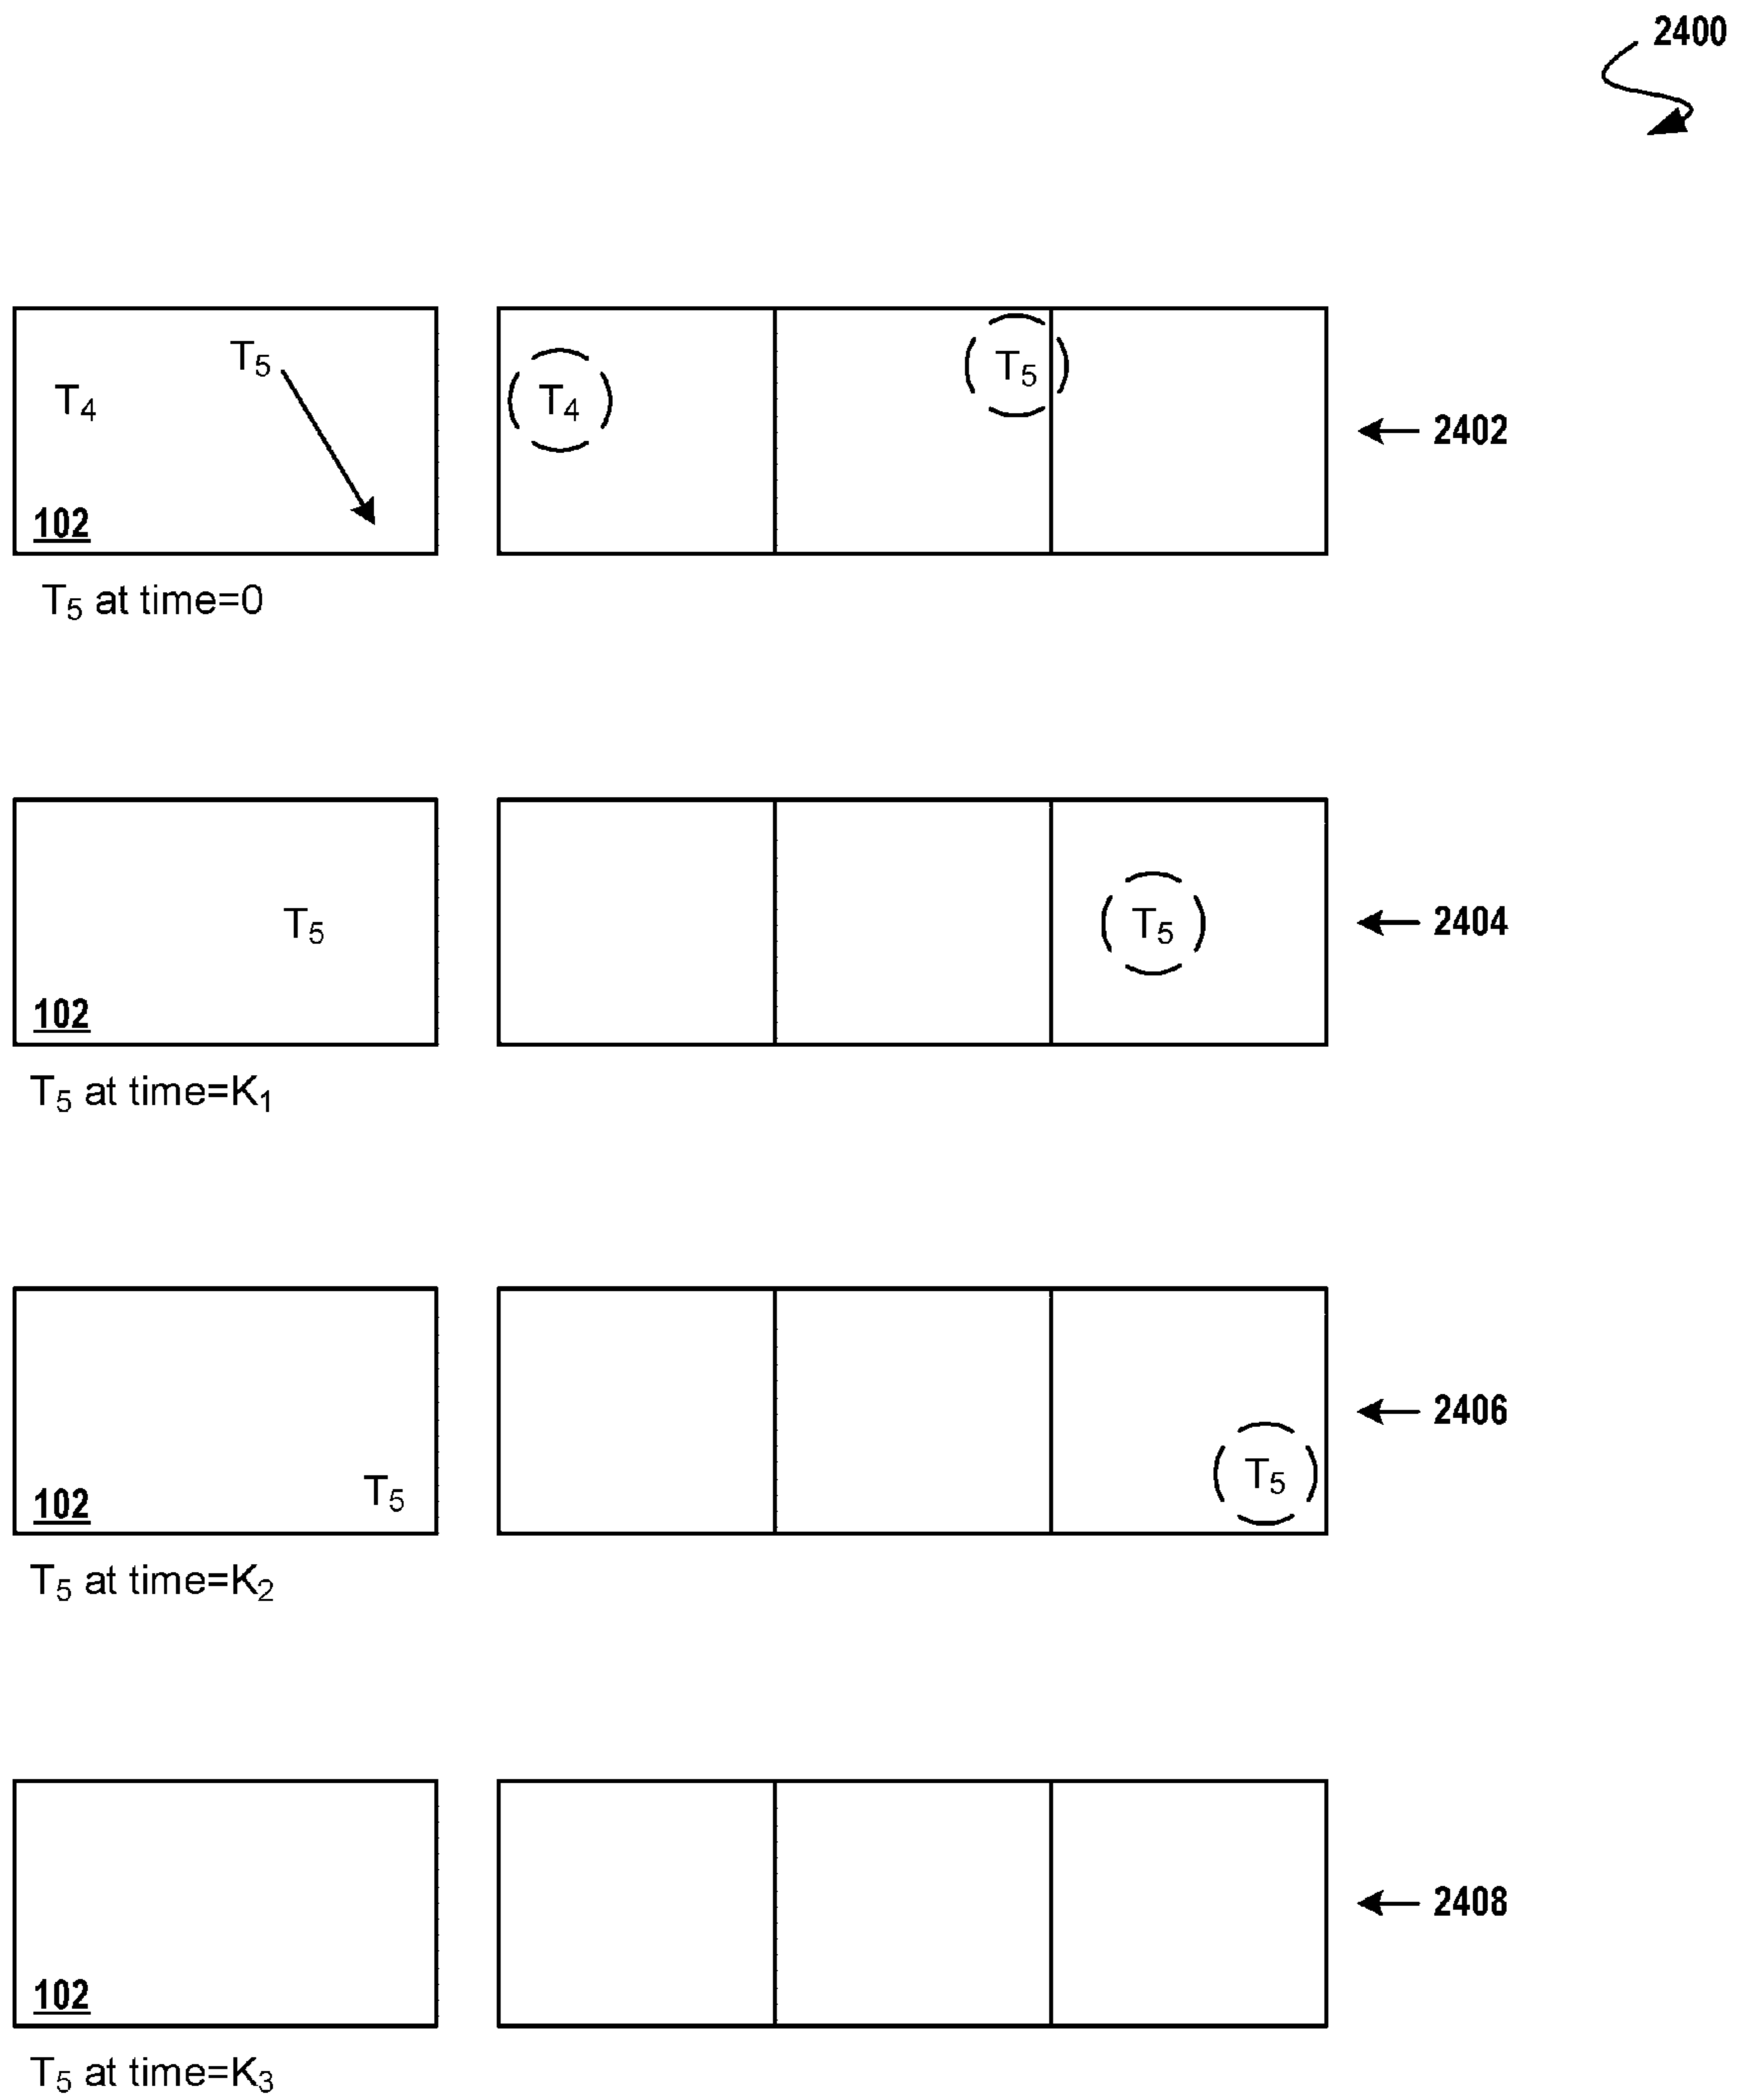 2400
T₅
T₄
T₄
T₅
102
2402
T₅ at time=0
T₅
T₅
102
2404
T₅ at time=K₁
T₅
T₅
102
2406
T₅ at time=K₂
102
2408
T₅ at time=K₃